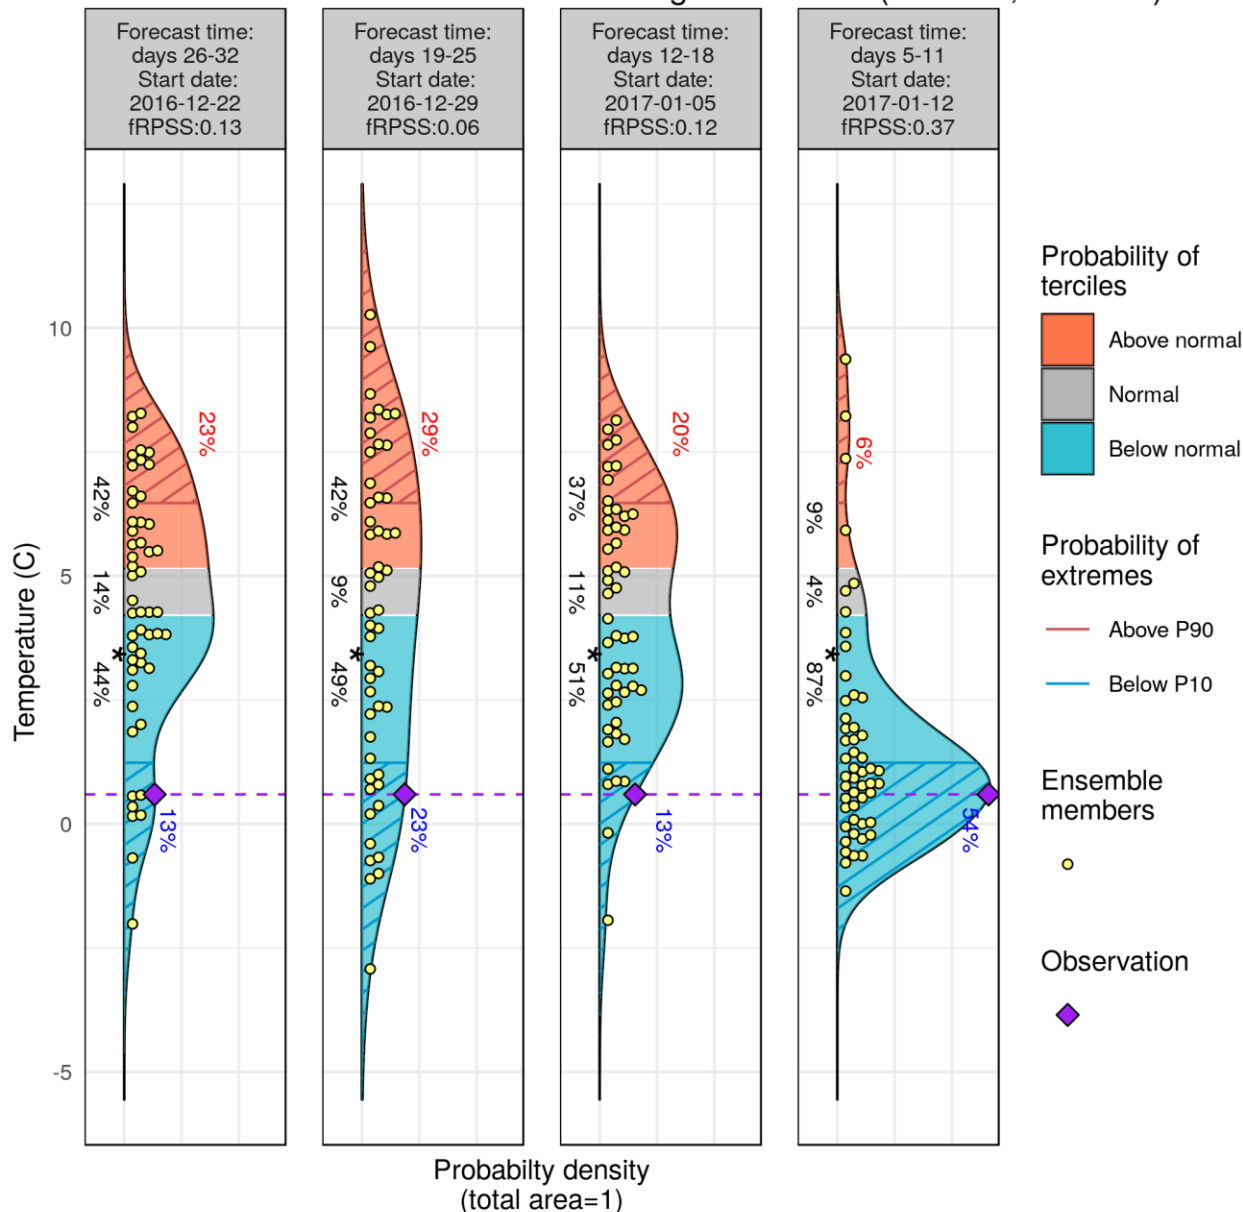 Forecast time:
days 26-32
Start date:
2016-12-22
fRPSS:0.13
Forecast time:
days 19-25
Start date:
2016-12-29
fRPSS:0.06
Forecast time:
days 12-18
Start date:
2017-01-05
fRPSS:0.12
Forecast time:
days 5-11
Start date:
2017-01-12
fRPSS:0.37
Temperature (C)
10
5
0
-5
23%
42%
14%
*
44%
13%
29%
42%
9%
*
49%
23%
20%
37%
11%
*
51%
13%
6%
9%
4%
*
87%
54%
Probabilty density
(total area=1)
Probability of
terciles
Above normal
Normal
Below normal
Probability of
extremes
Above P90
Below P10
Ensemble
members
Observation